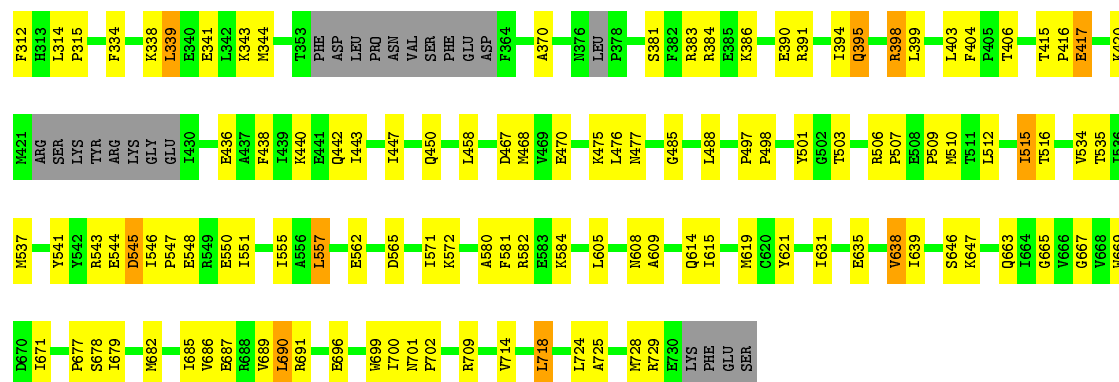 F312 H313 L314 P315 F334 K338 L339 E340 E341 L342 K343 M344 T353 PHE ASP LEU PRO ASN VAL SER PHE GLU ASP F364 A370 N376 LEU P378 S381 F382 R383 R384 E385 K386 E390 R391 I394 Q395 R398 L399 L403 F404 P405 T406 T415 P416 E417 K420
M421 ARG SER LYS TYR ARG LYS GLY GLU I430 E436 A437 F438 I439 K440 E441 Q442 I443 I447 Q450 L458 D467 M468 V469 E470 K475 L476 N477 G485 L488 P497 P498 Y501 G502 T503 R506 P507 E508 P509 M510 T511 L512 I515 T516 V534 T535 I536
M537 Y541 Y542 R543 E544 D545 I546 P547 E548 R549 E550 I551 I555 A556 L557 E562 D565 I571 K572 A580 F581 R582 E583 K584 L605 N608 A609 Q614 I615 M619 C620 Y621 I631 E635 V638 I639 S646 K647 Q663 I664 G665 V666 G667 V668 W669
D670 I671 P677 S678 I679 M682 I685 V686 E687 R688 V689 L690 R691 E696 W699 I700 N701 P702 R709 V714 L718 L724 A725 M728 R729 E730 LYS PHE GLU SER